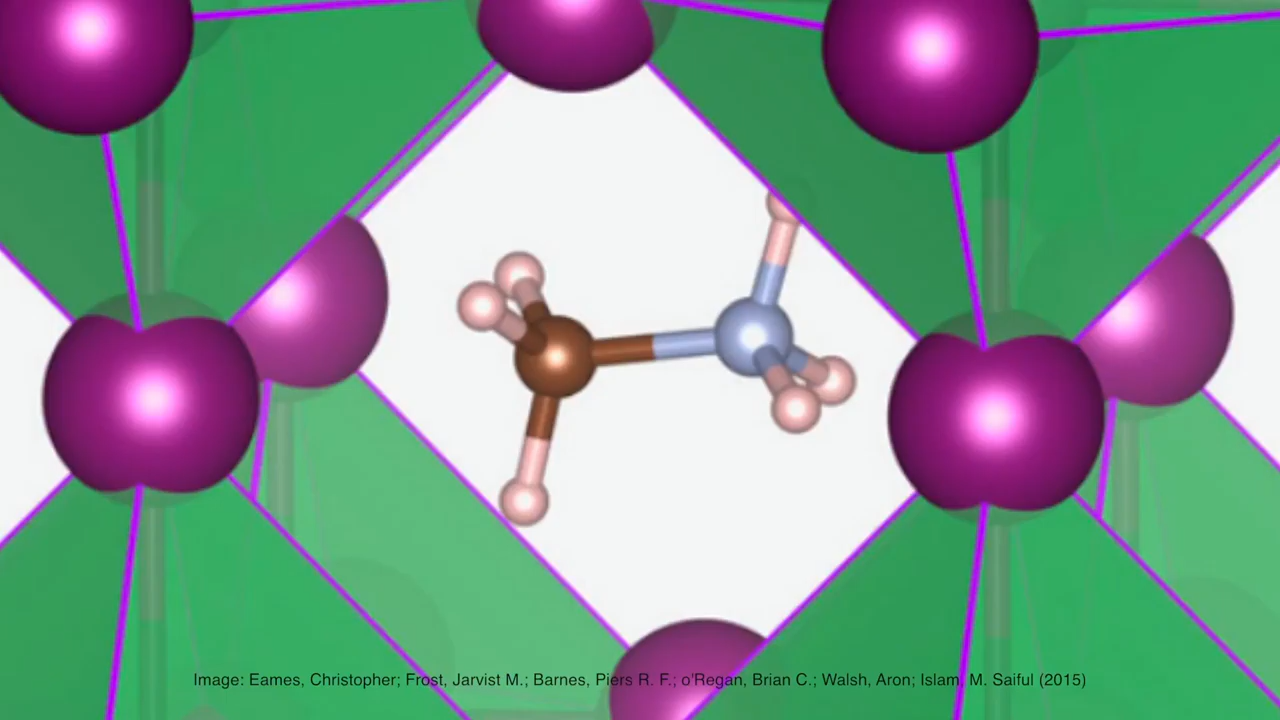 Image: Eames, Christopher; Frost, Jarvist M.; Barnes, Piers R. F.; o'Regan, Brian C.; Walsh, Aron; Islam, M. Saiful (2015)